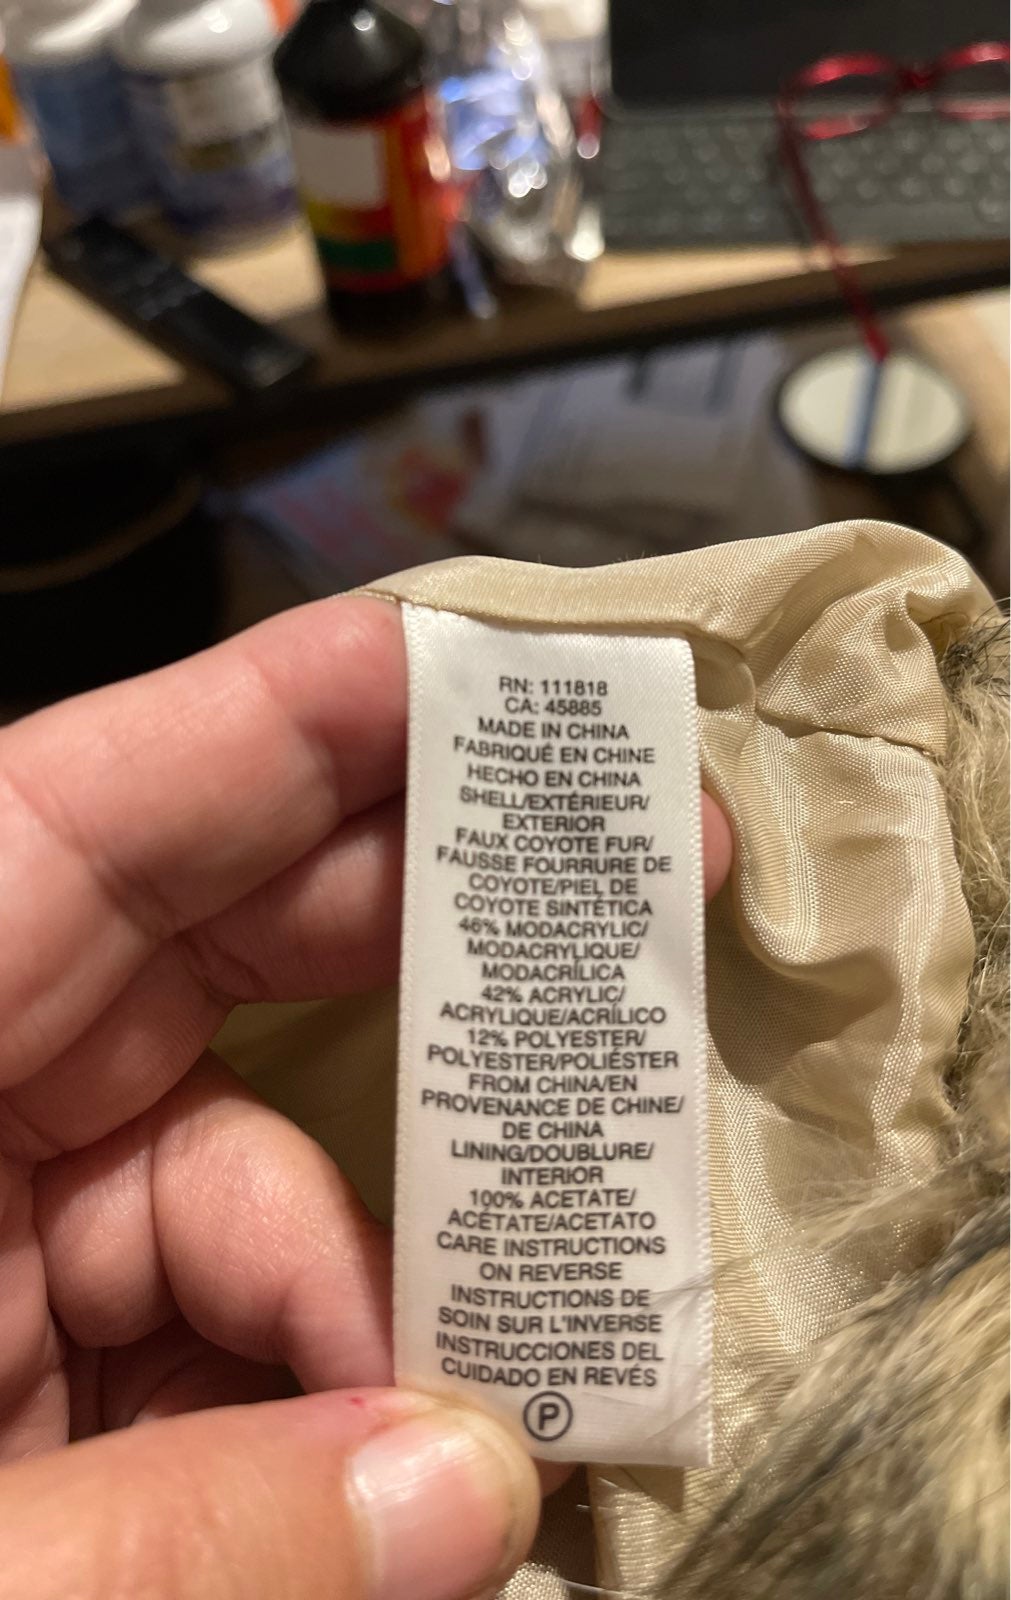 RN: 111818
CA: 45885
MADE IN CHINA
FABRIQUÉ EN CHINE
HECHO EN CHINA
SHELL/EXTÉRIEUR/
EXTERIOR
FAUX COYOTE FUR/
FAUSSE FOURRURE DE
COYOTE/PIEL DE
COYOTE SINTÉTICA
46% MODACRYLIC/
MODACRYLIQUE/
MODACRÍLICA
42% ACRYLIC/
ACRYLIQUE/ACRÍLICO
12% POLYESTER/
POLYESTER/POLIÉSTER
FROM CHINA/EN
PROVENANCE DE CHINE/
DE CHINA
LINING/DOUBLURE/
INTERIOR
100% ACETATE/
ACÉTATE/ACETATO
CARE INSTRUCTIONS
ON REVERSE
INSTRUCTIONS DE
SOIN SUR L'INVERSE
INSTRUCCIONES DEL
CUIDADO EN REVÉS
P